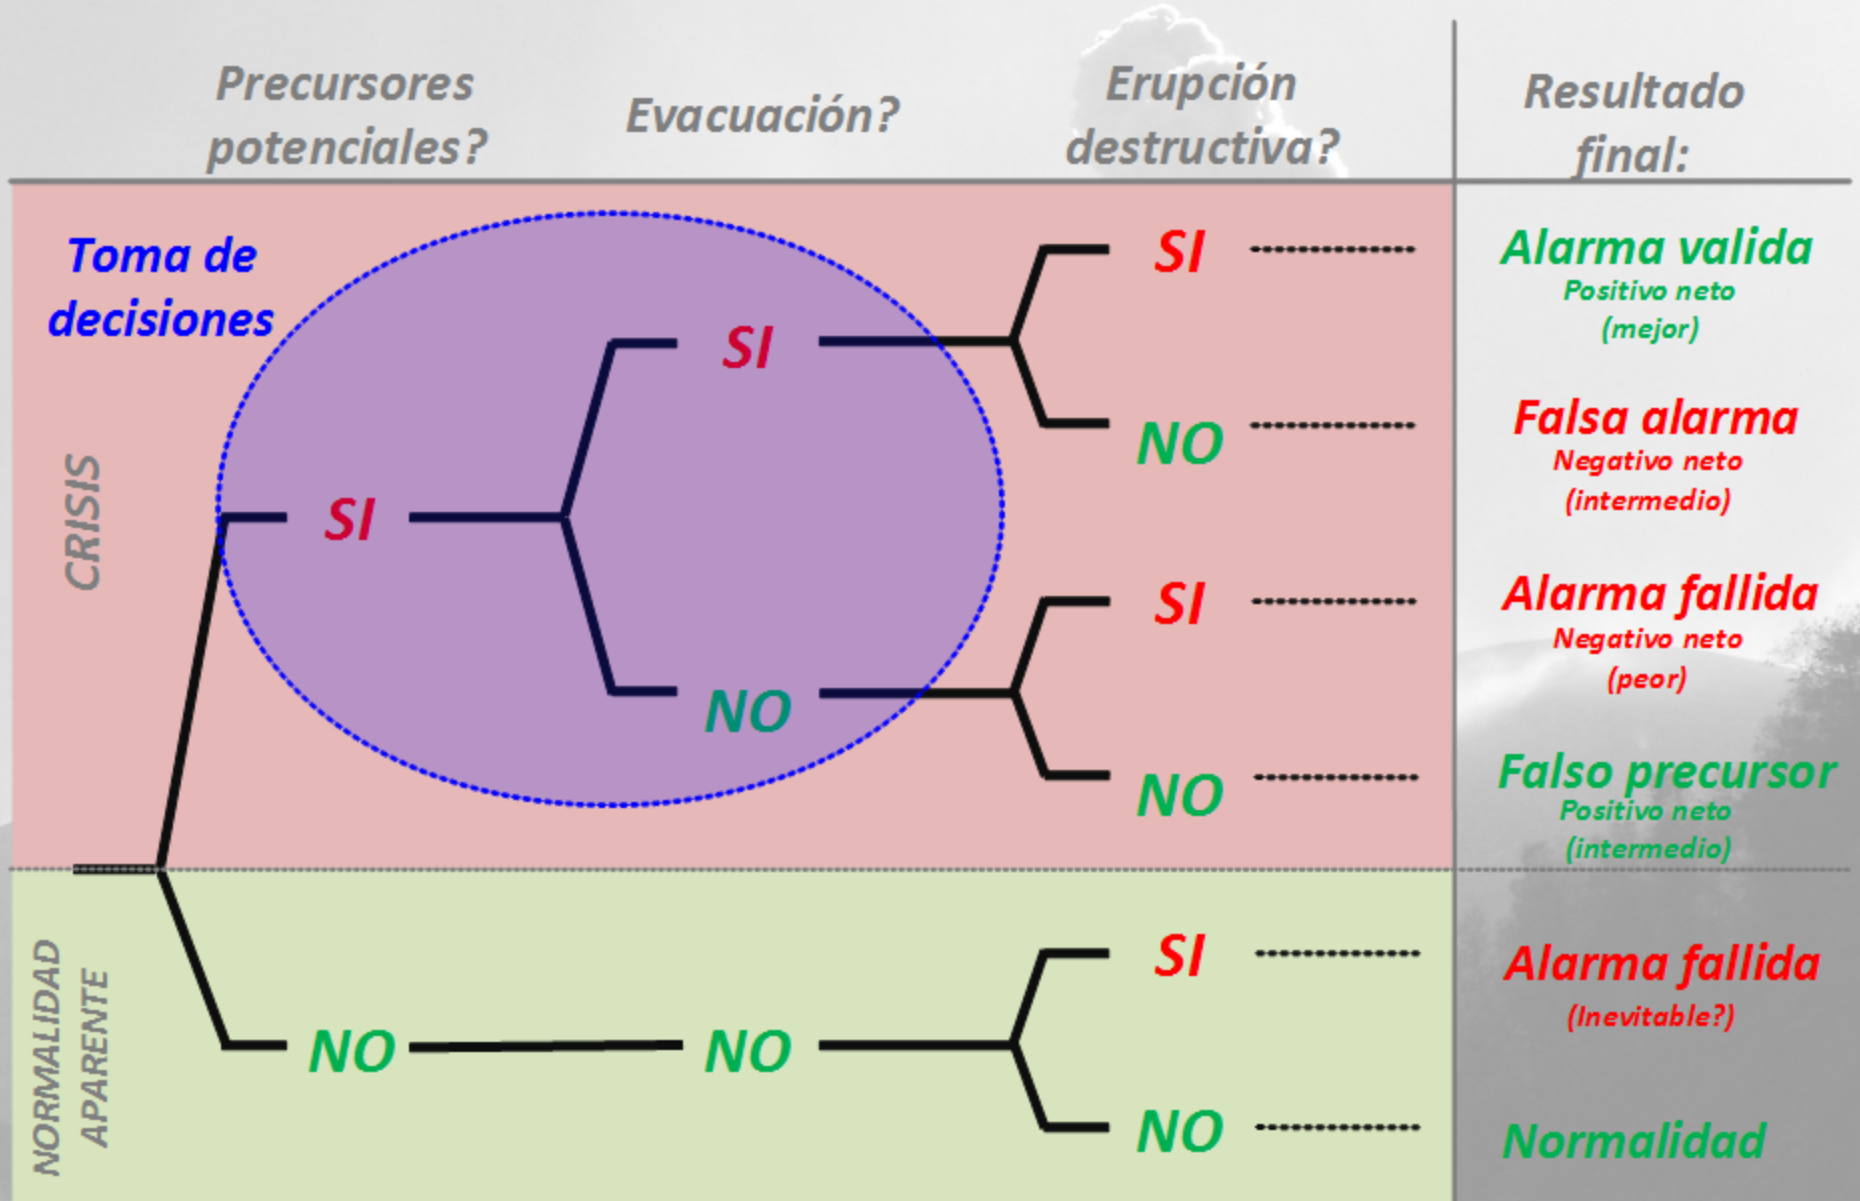 Precursores
potenciales?
Evacuación?
Erupción
destructiva?
Resultado
final:
Toma de
decisiones
CRISIS
SI
SI
NO
SI
NO
SI
NO
Alarma valida
Positivo neto
(mejor)
Falsa alarma
Negativo neto
(intermedio)
Alarma fallida
Negativo neto
(peor)
Falso precursor
Positivo neto
(intermedio)
NORMALIDAD
APARENTE
NO
NO
SI
NO
Alarma fallida
(Inevitable?)
Normalidad